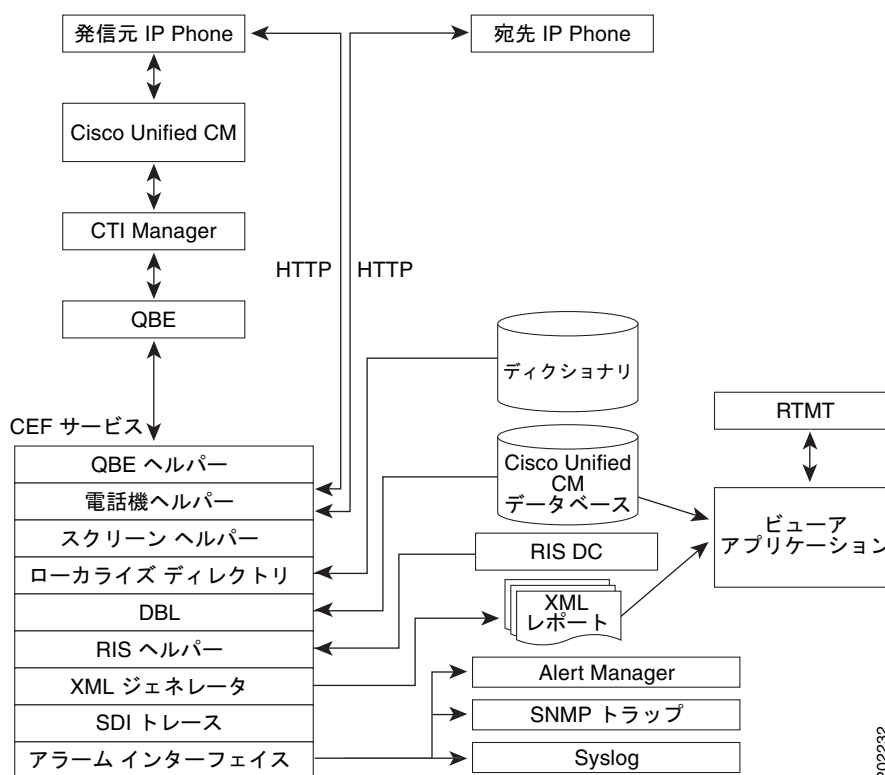 発信元 IP Phone
宛先 IP Phone
Cisco Unified CM
CTI Manager
HTTP
HTTP
QBE
ディクショナリ
RTMT
CEF サービス
QBE ヘルパー
電話機ヘルパー
スクリーン ヘルパー
ローカライズ ディレクトリ
DBL
RIS ヘルパー
XML ジェネレータ
SDI トレース
アラーム インターフェイス
Cisco Unified
CM
データベース
RIS DC
XML
レポート
ビューア
アプリケーション
Alert Manager
SNMP トラップ
Syslog
202232